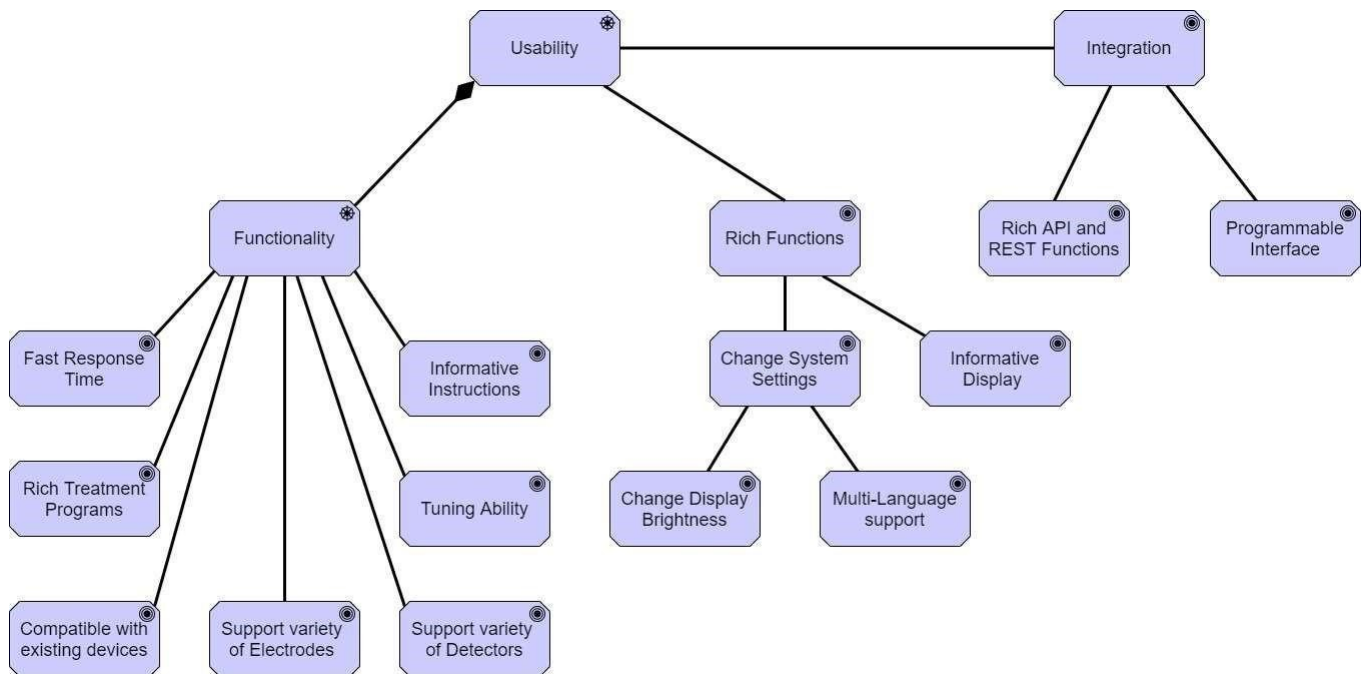 Usability
Integration
Functionality
Rich Functions
Rich API and
REST Functions
Programmable
Interface
Fast Response
Time
Informative
Instructions
Change System
Settings
Informative
Display
Rich Treatment
Programs
Tuning Ability
Change Display
Brightness
Multi-Language
support
Compatible with
existing devices
Support variety
of Electrodes
Support variety
of Detectors